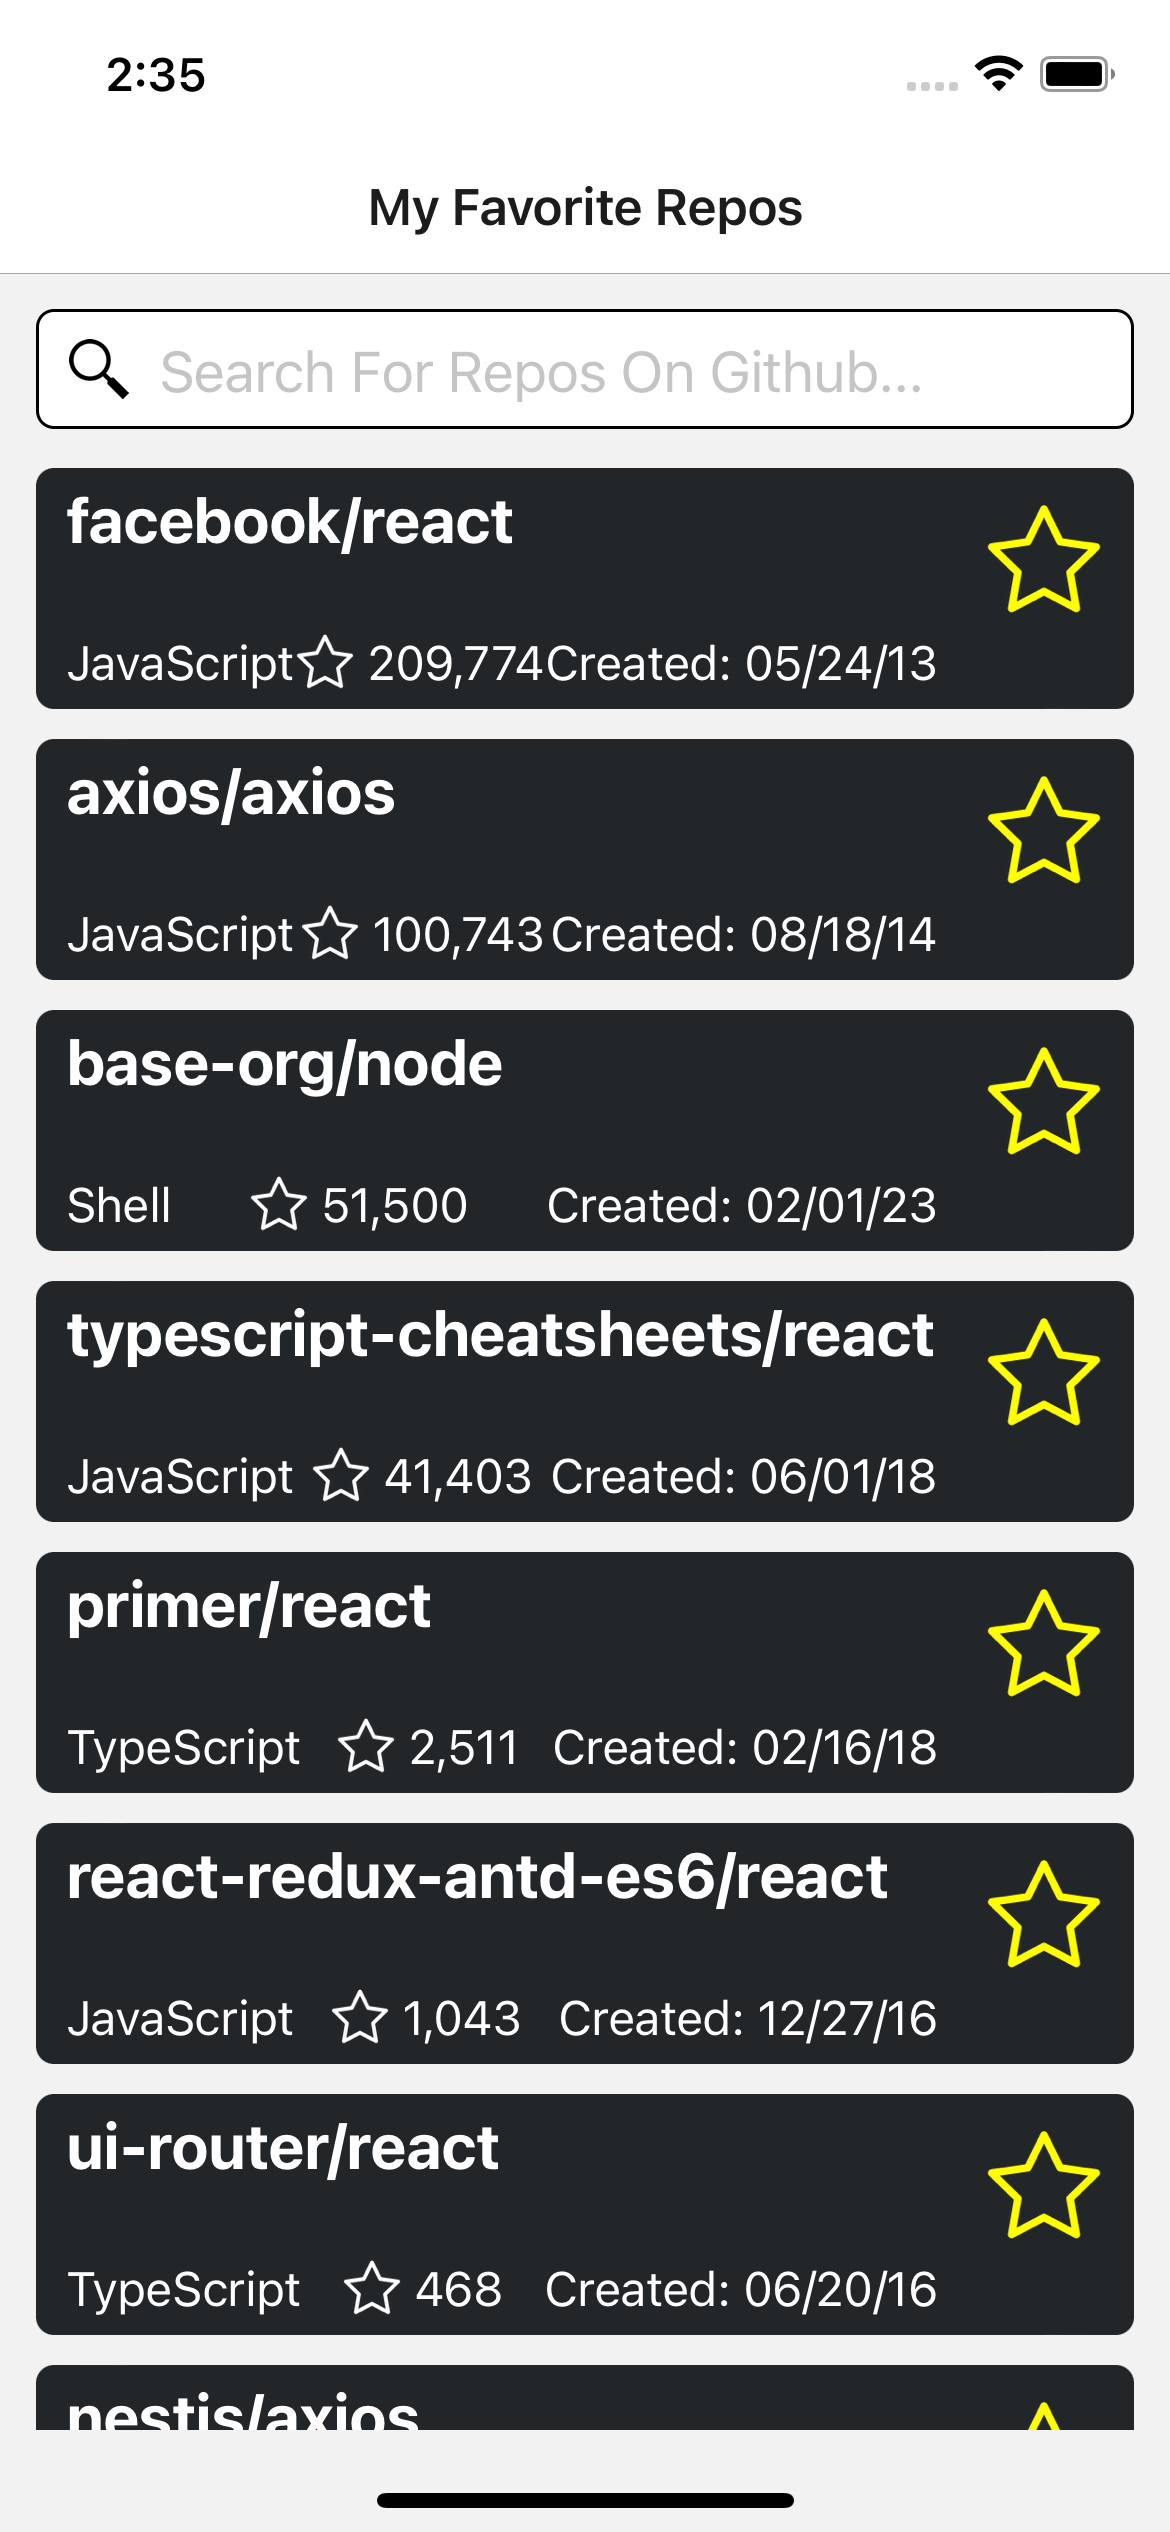 2:35
My Favorite Repos
Search For Repos On Github...
facebook/react
JavaScript 209,774 Created: 05/24/13
axios/axios
JavaScript 100,743 Created: 08/18/14
base-org/node
Shell 51,500 Created: 02/01/23
typescript-cheatsheets/react
JavaScript 41,403 Created: 06/01/18
primer/react
TypeScript 2,511 Created: 02/16/18
react-redux-antd-es6/react
JavaScript 1,043 Created: 12/27/16
ui-router/react
TypeScript 468 Created: 06/20/16
nestjs/axios